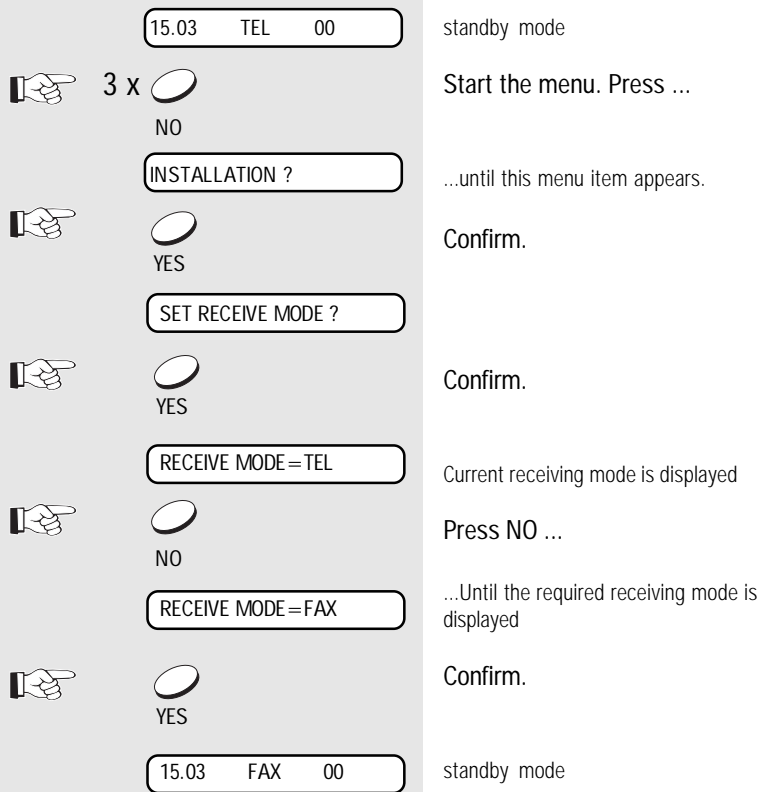 15.03 TEL 00
standby mode
3 x
Start the menu. Press ...
NO
INSTALLATION ?
...until this menu item appears.
Confirm.
YES
SET RECEIVE MODE ?
Confirm.
YES
RECEIVE MODE=TEL
Current receiving mode is displayed
Press NO ...
NO
RECEIVE MODE=FAX
...Until the required receiving mode is
displayed
Confirm.
YES
15.03 FAX 00
standby mode